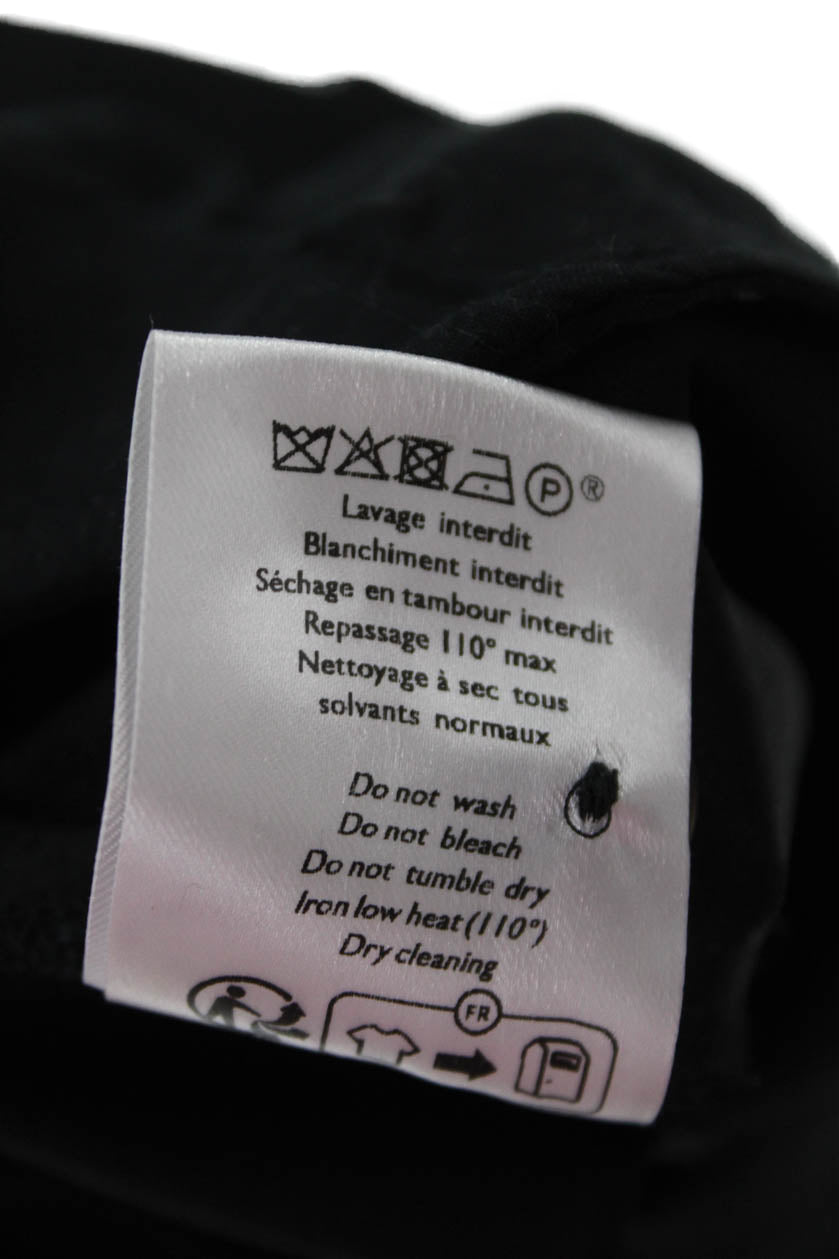 P ®
Lavage interdit
Blanchiment interdit
Séchage en tambour interdit
Repassage 110° max
Nettoyage à sec tous
solvants normaux
Do not wash
Do not bleach
Do not tumble dry
Iron low heat (110°)
Dry cleaning
FR